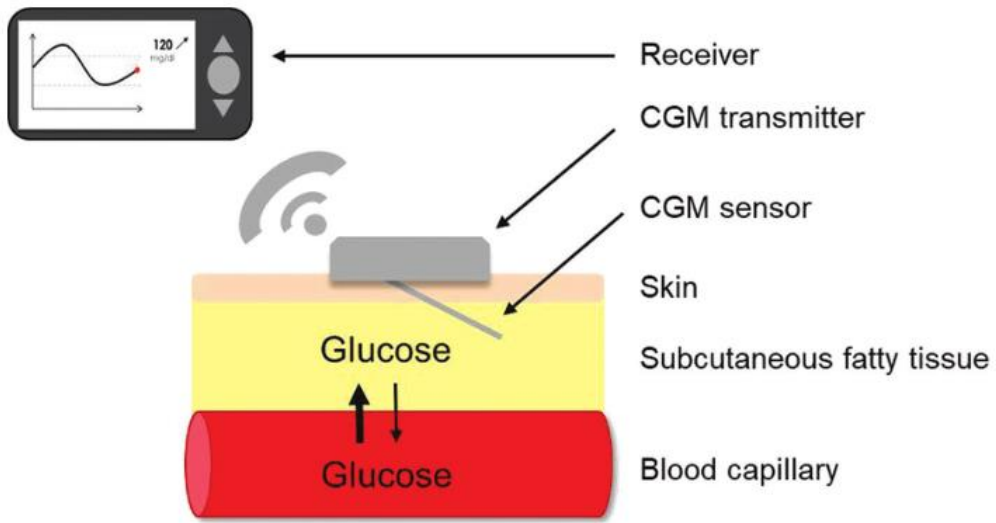 120
mg/dl
Receiver
CGM transmitter
CGM sensor
Skin
Glucose
Subcutaneous fatty tissue
Glucose
Blood capillary